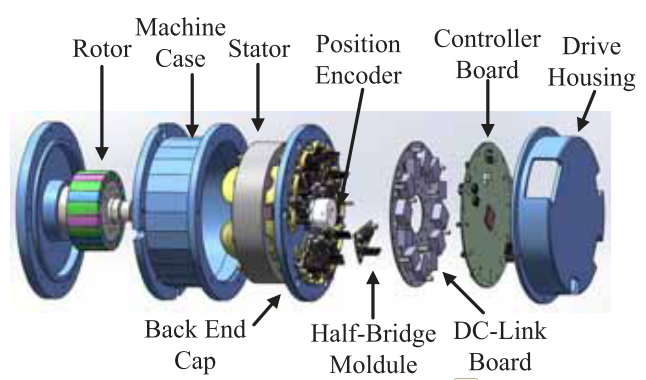 Rotor
Machine
Case
Stator
Position
Encoder
Controller
Board
Drive
Housing
Back End
Cap
Half-Bridge
Moldule
DC-Link
Board